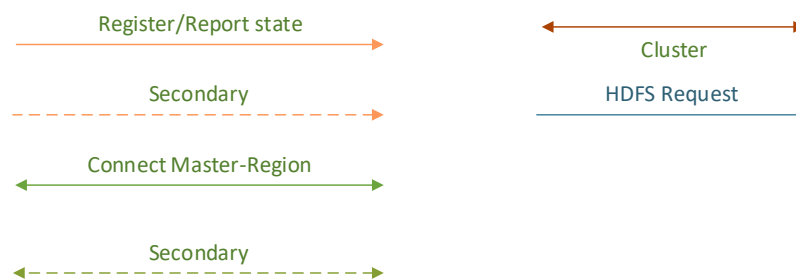 Register/Report state
Secondary
Connect Master-Region
Secondary
Cluster
HDFS Request